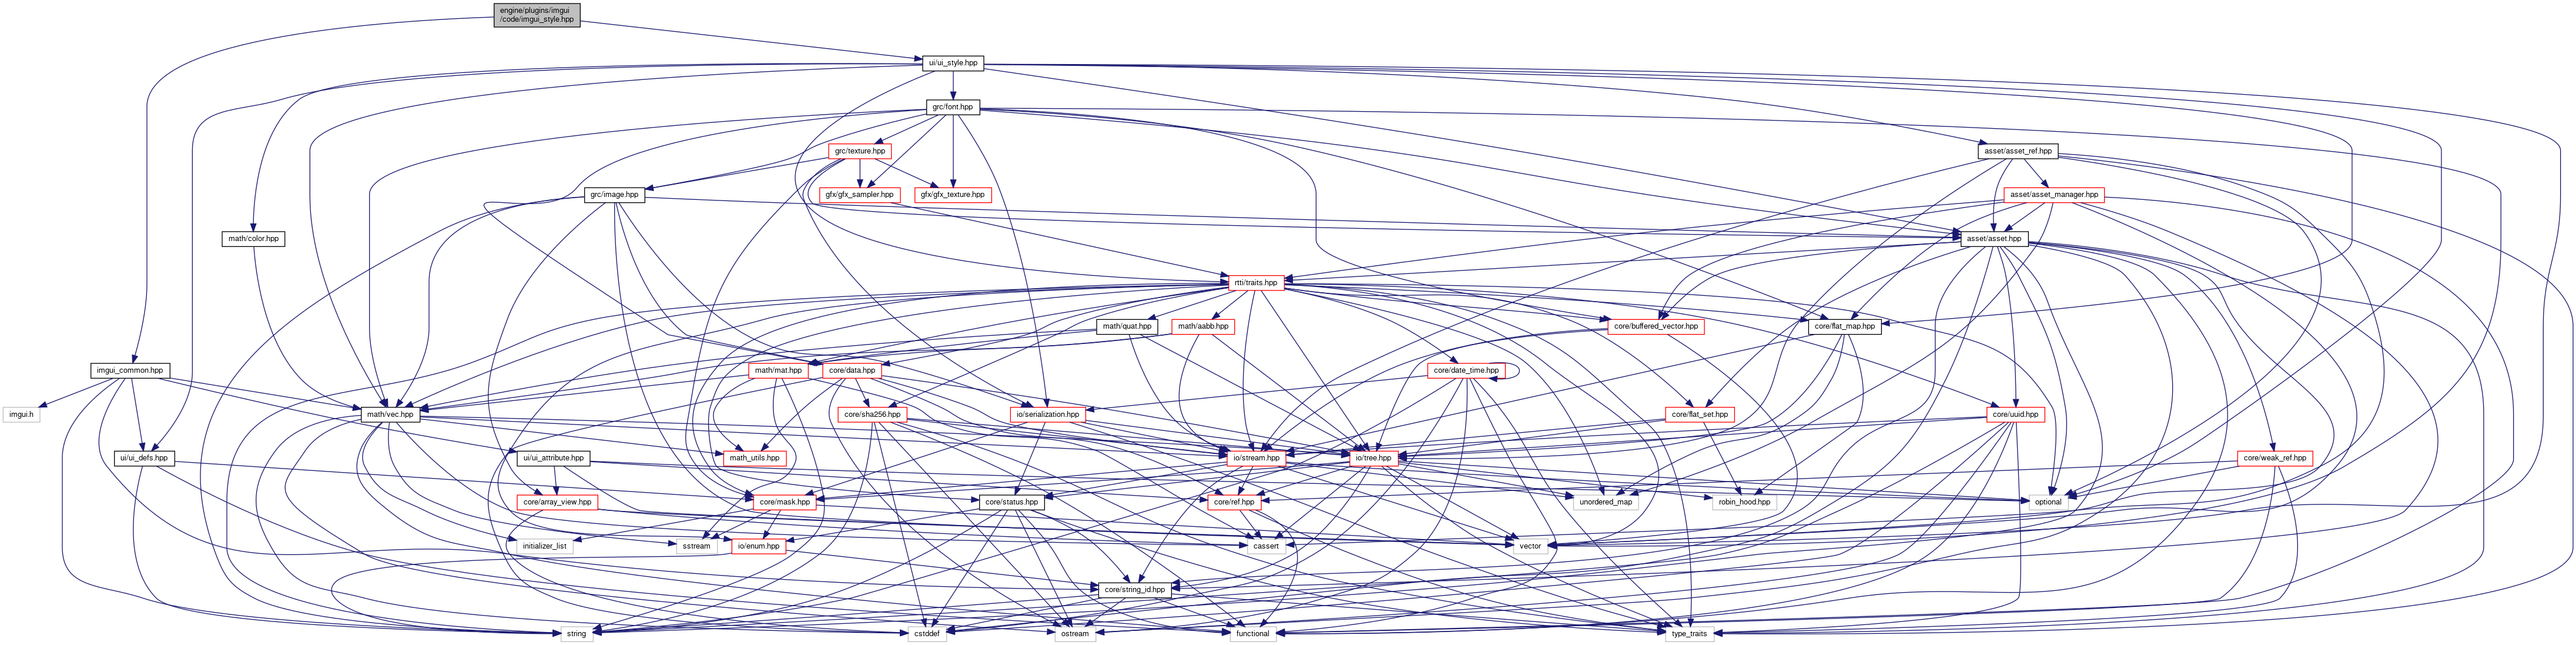 engine/plugins/imgui
/code/imgui_style.hpp
ui/ui_style.hpp
grc/font.hpp
grc/texture.hpp
asset/asset_ref.hpp
grc/image.hpp
gfx/gfx_sampler.hpp
gfx/gfx_texture.hpp
asset/asset_manager.hpp
math/color.hpp
asset/asset.hpp
rtti/traits.hpp
math/quat.hpp
math/aabb.hpp
core/buffered_vector.hpp
core/flat_map.hpp
imgui_common.hpp
math/mat.hpp
core/data.hpp
core/date_time.hpp
imgui.h
math/vec.hpp
core/sha256.hpp
io/serialization.hpp
core/flat_set.hpp
core/uuid.hpp
ui/ui_defs.hpp
ui/ui_attribute.hpp
math_utils.hpp
io/stream.hpp
io/tree.hpp
core/weak_ref.hpp
core/array_view.hpp
core/mask.hpp
core/status.hpp
core/ref.hpp
unordered_map
robin_hood.hpp
optional
initializer_list
sstream
io/enum.hpp
cassert
vector
core/string_id.hpp
string
cstddef
ostream
functional
type_traits